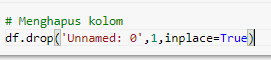 # Menghapus kolom
df.drop('Unnamed: 0',1,inplace=True)